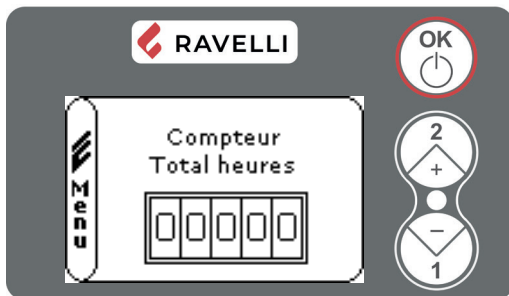 RAVELLI
OK
Menu
Compteur
Total heures
00000
2
+
−
1